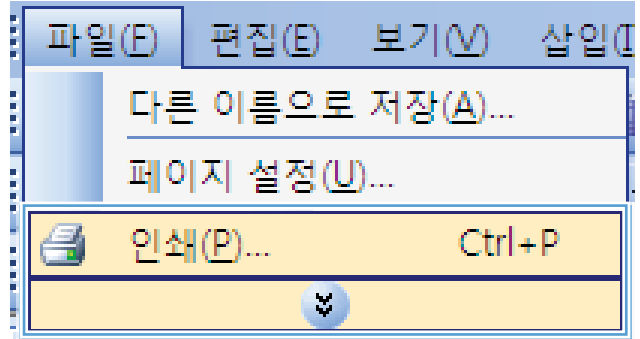 파일(F) 편집(E) 보기(V) 삽입(I
다른 이름으로 저장(A)...
페이지 설정(U)...
인쇄(P)... Ctrl+P